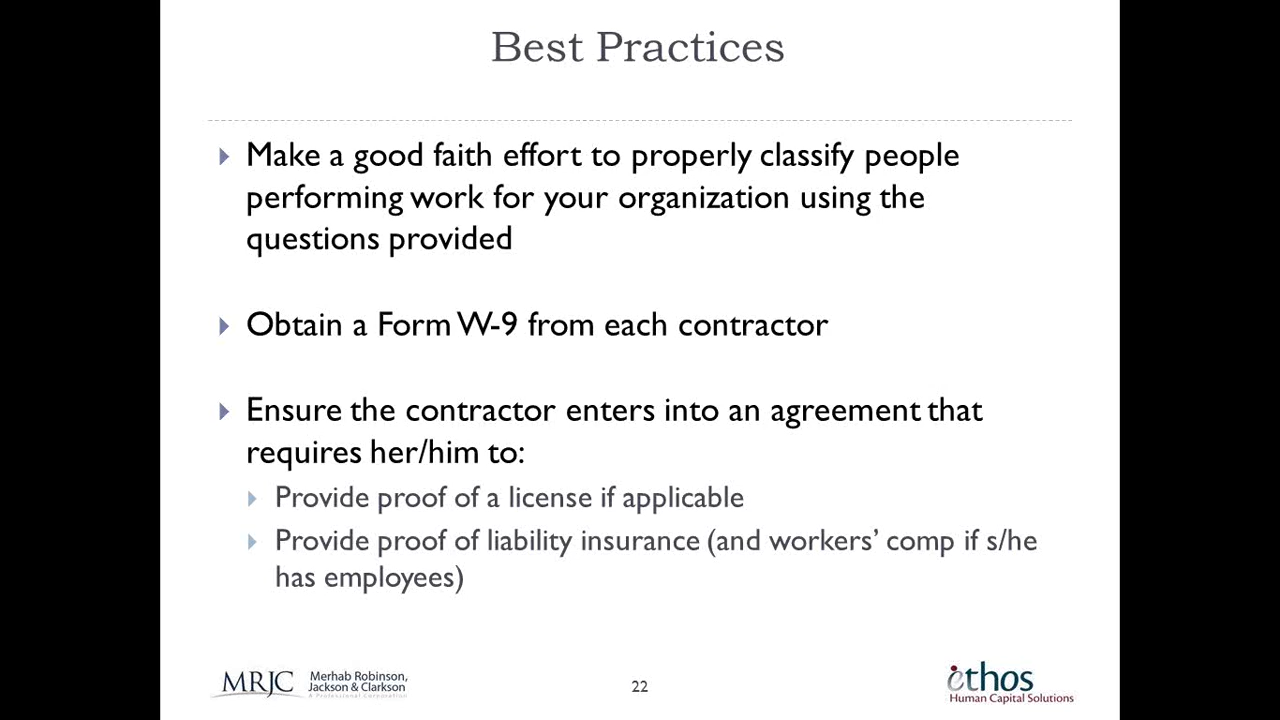 Best Practices
Make a good faith effort to properly classify people
performing work for your organization using the
questions provided
Obtain a Form W-9 from each contractor
Ensure the contractor enters into an agreement that
requires her/him to:
Provide proof of a license if applicable
Provide proof of liability insurance (and workers’ comp if s/he
has employees)
MRJC
Merhab Robinson,
Jackson & Clarkson
A Professional Corporation
22
ethos
Human Capital Solutions